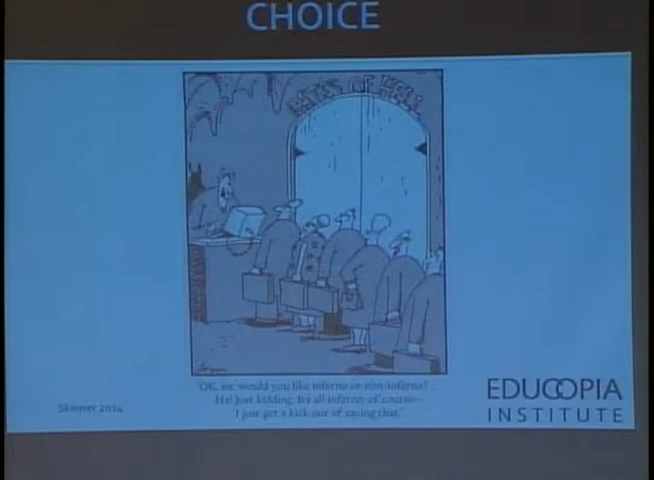 CHOICE
GATES OF HELL
"OK, sir, would you like inferno or non-inferno? ...
Ha! Just kidding. It's all inferno, of course—
I just get a kick out of saying that."
Skinner 2014
EDUCOPIA
INSTITUTE